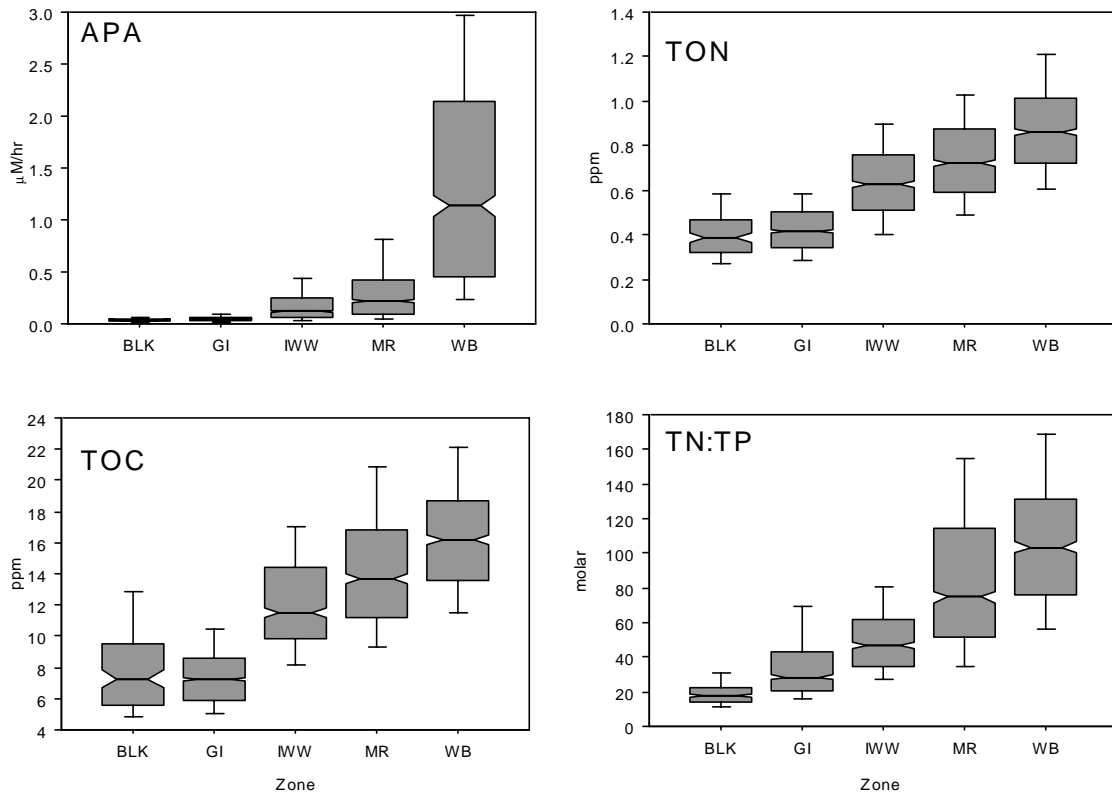 APA
3.0
2.5
2.0
1.5
1.0
0.5
0.0
μM/hr
BLK GI IWW MR WB
TON
1.4
1.2
1.0
0.8
0.6
0.4
0.2
0.0
ppm
BLK GI IWW MR WB
TOC
24
22
20
18
16
14
12
10
8
6
4
ppm
BLK GI IWW MR WB
Zone
TN:TP
180
160
140
120
100
80
60
40
20
0
molar
BLK GI IWW MR WB
Zone